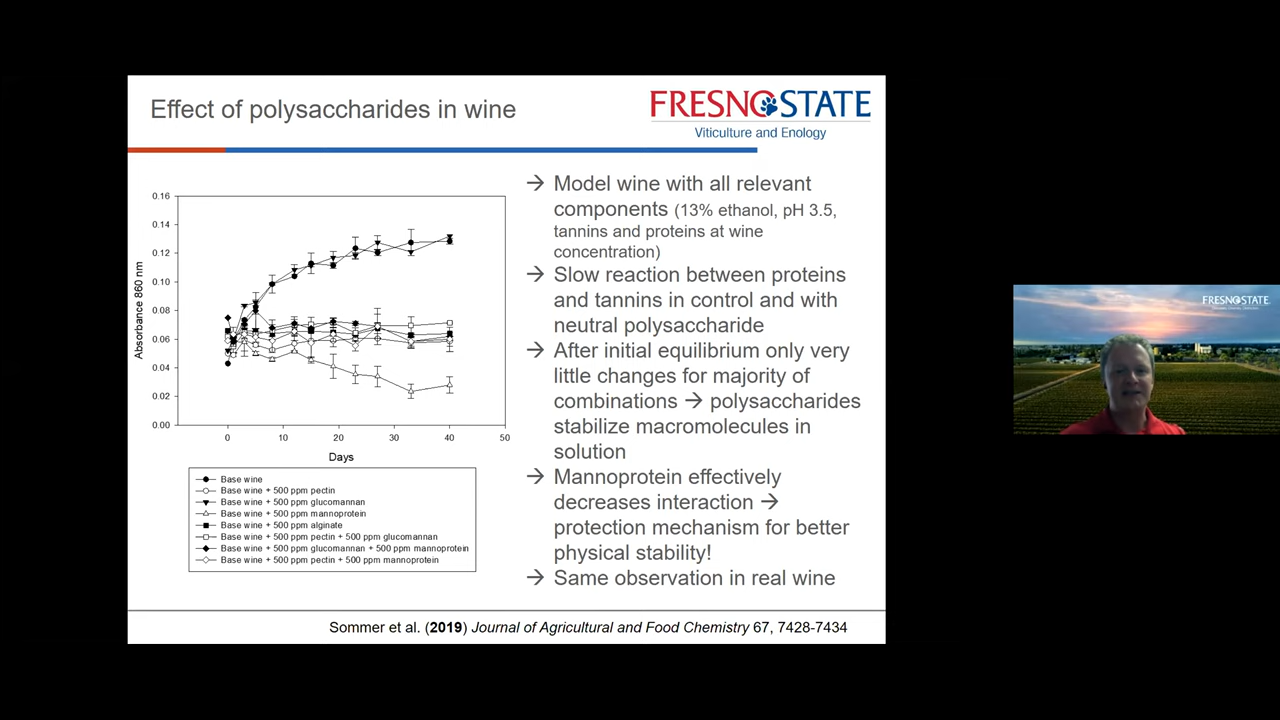 Effect of polysaccharides in wine
FRESNO STATE
Viticulture and Enology
0.16
0.14
0.12
0.10
0.08
0.06
0.04
0.02
0.00
Absorbance 860 nm
0 10 20 30 40 50
Days
Base wine
Base wine + 500 ppm pectin
Base wine + 500 ppm glucomannan
Base wine + 500 ppm mannoprotein
Base wine + 500 ppm alginate
Base wine + 500 ppm pectin + 500 ppm glucomannan
Base wine + 500 ppm glucomannan + 500 ppm mannoprotein
Base wine + 500 ppm pectin + 500 ppm mannoprotein
→ Model wine with all relevant
components (13% ethanol, pH 3.5,
tannins and proteins at wine
concentration)
→ Slow reaction between proteins
and tannins in control and with
neutral polysaccharide
→ After initial equilibrium only very
little changes for majority of
combinations → polysaccharides
stabilize macromolecules in
solution
→ Mannoprotein effectively
decreases interaction →
protection mechanism for better
physical stability!
→ Same observation in real wine
Sommer et al. (2019) Journal of Agricultural and Food Chemistry 67, 7428-7434
FRESNO STATE